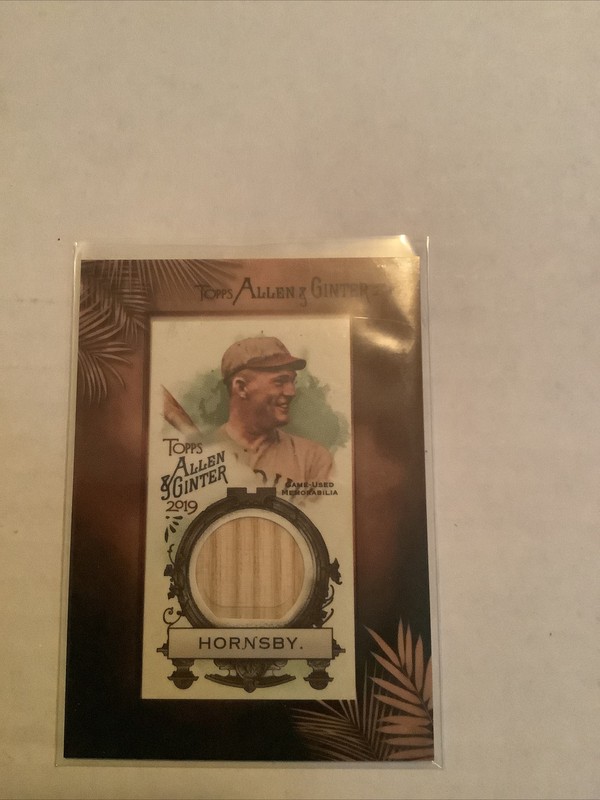 TOPPS ALLEN & GINTER
TOPPS
ALLEN
& GINTER
2019
GAME-USED
MEMORABILIA
HORNSBY.